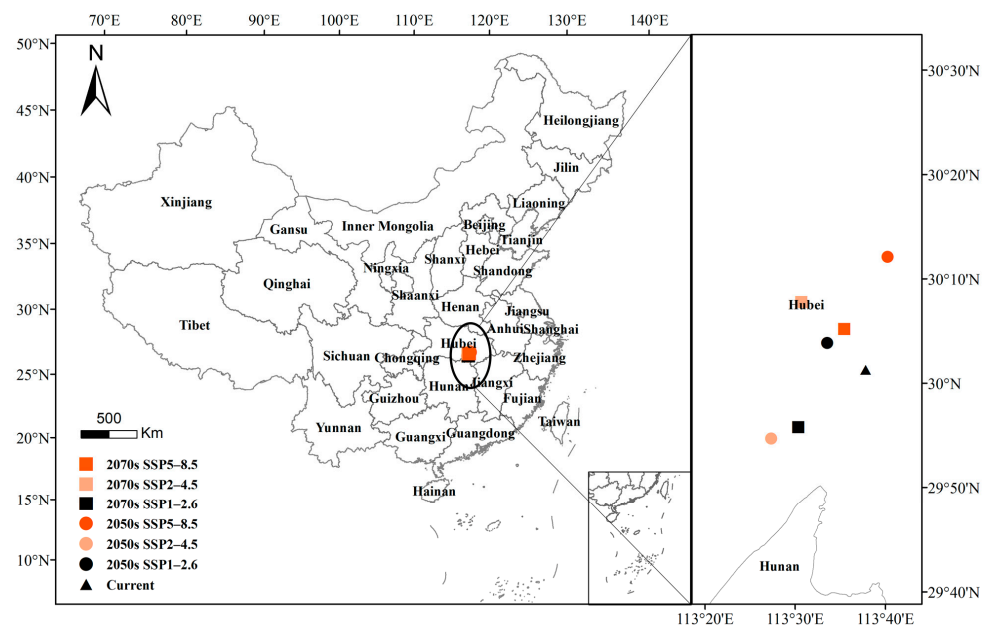 70°E 80°E 90°E 100°E 110°E 120°E 130°E 140°E
50°N
45°N
40°N
35°N
30°N
25°N
20°N
15°N
10°N
N
Heilongjiang
Jilin
Liaoning
Xinjiang
Gansu
Inner Mongolia
Beijing
Tianjin
Hebei
Shanxi
Ningxia
Shandong
Qinghai
Shaanxi
Henan
Jiangsu
Tibet
Anhui
Shanghai
Hubei
Sichuan
Chongqing
Zhejiang
Hunan
Jiangxi
Guizhou
Fujian
Yunnan
Guangxi
Guangdong
Taiwan
Hainan
500
Km
2070s SSP5–8.5
2070s SSP2–4.5
2070s SSP1–2.6
2050s SSP5–8.5
2050s SSP2–4.5
2050s SSP1–2.6
Current
Hubei
Hunan
30°30'N
30°20'N
30°10'N
30°N
29°50'N
29°40'N
113°20'E 113°30'E 113°40'E